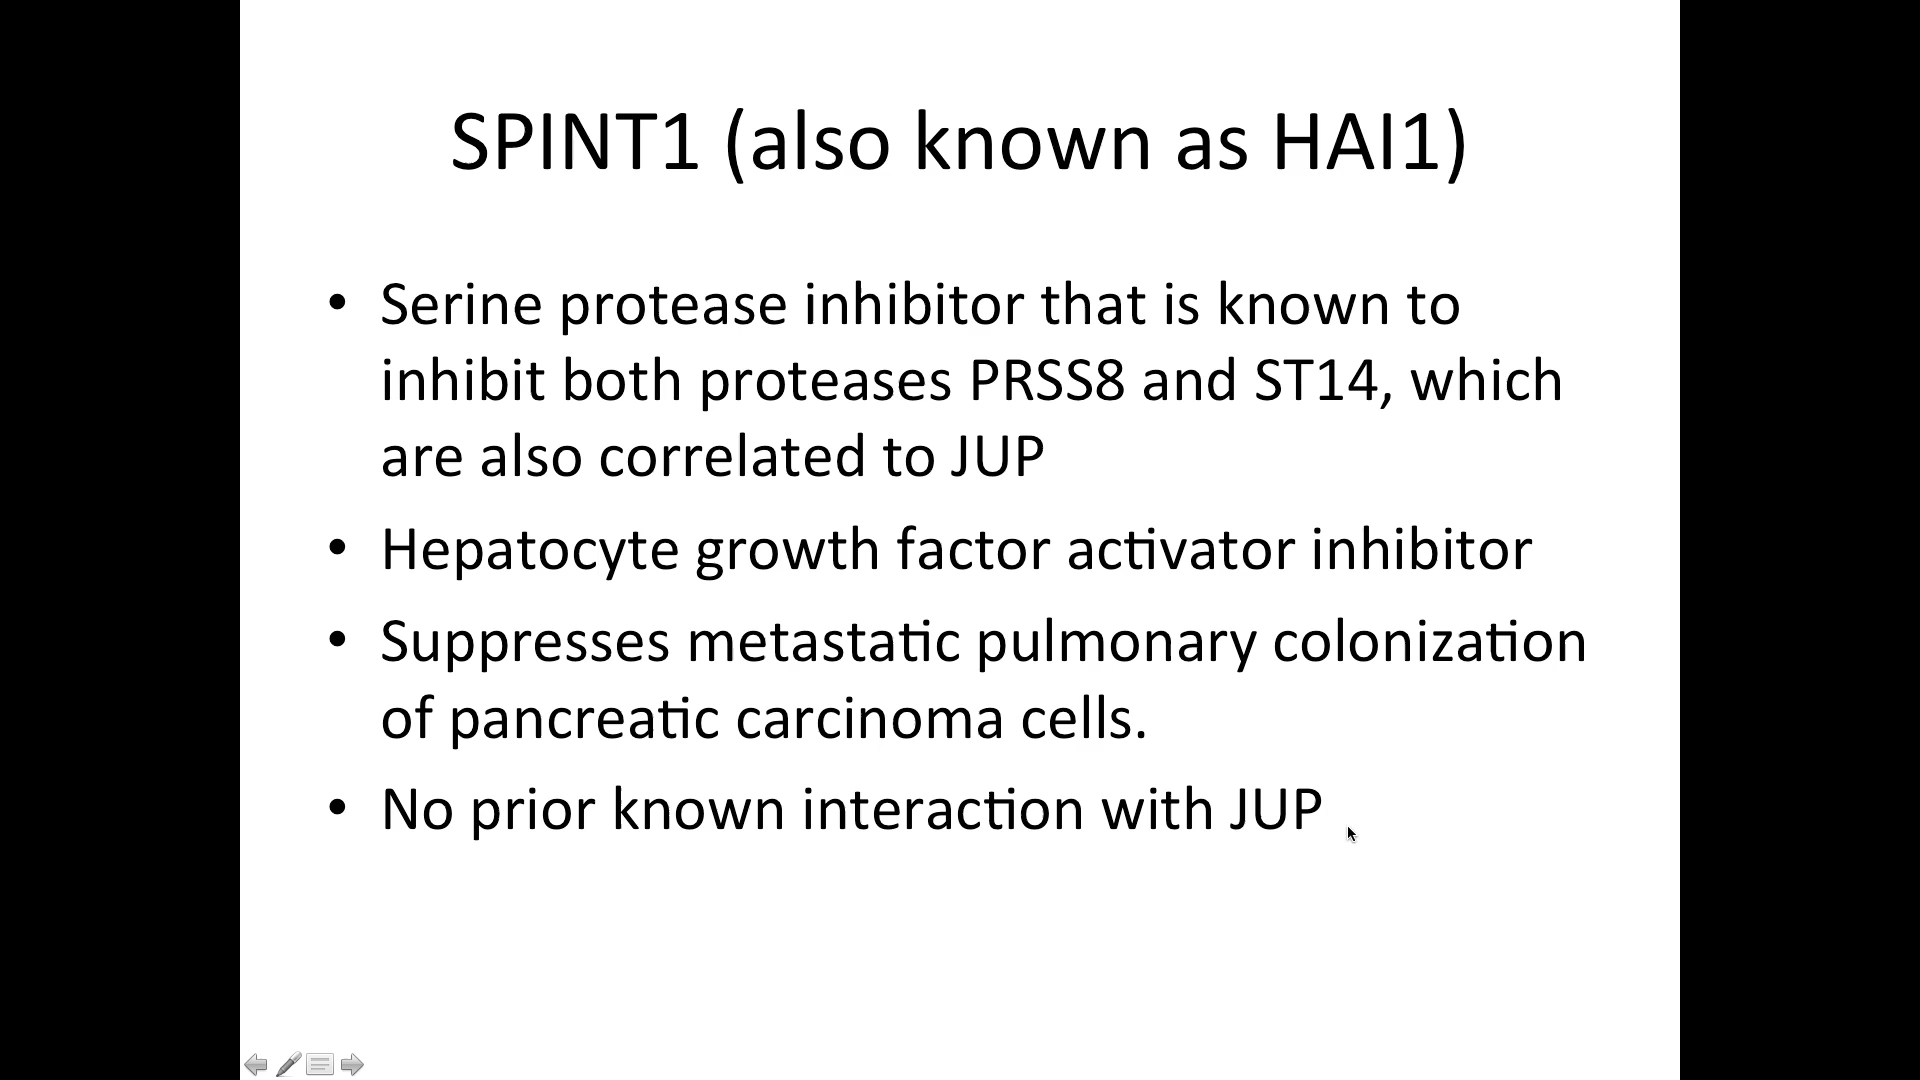 SPINT1 (also known as HAI1)
• Serine protease inhibitor that is known to
inhibit both proteases PRSS8 and ST14, which
are also correlated to JUP
• Hepatocyte growth factor activator inhibitor
• Suppresses metastatic pulmonary colonization
of pancreatic carcinoma cells.
• No prior known interaction with JUP